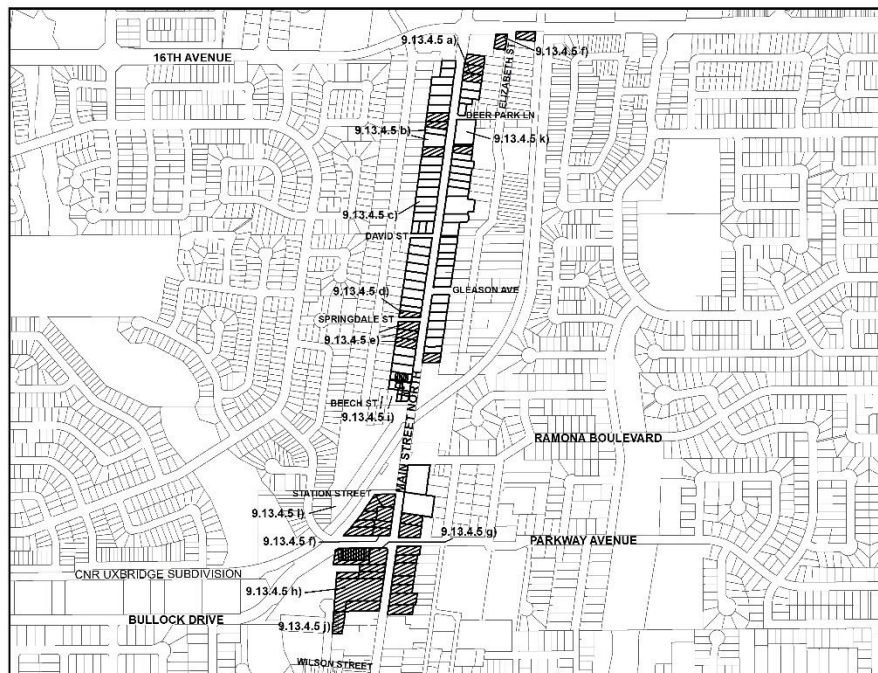 9.13.4.5 a)
9.13.4.5 f)
16TH AVENUE
ELIZABETH ST
DEER PARK LN
9.13.4.5 b)
9.13.4.5 k)
9.13.4.5 c)
DAVID ST
9.13.4.5 d)
GLEASON AVE
SPRINGDALE ST
9.13.4.5 e)
BEECH ST
9.13.4.5 i)
MAIN STREET NORTH
RAMONA BOULEVARD
STATION STREET
9.13.4.5 l)
9.13.4.5 f)
9.13.4.5 g)
PARKWAY AVENUE
CNR UXBRIDGE SUBDIVISION
9.13.4.5 h)
BULLOCK DRIVE
9.13.4.5 j)
WILSON STREET